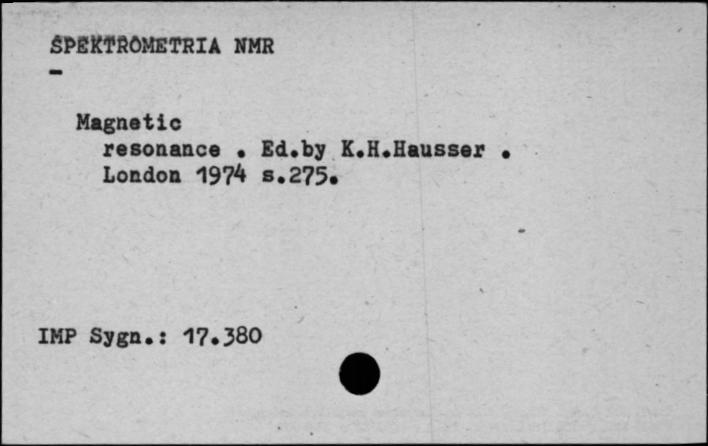 SPEKTROMETRIA NMR
-
Magnetic
resonance . Ed.by K.H.Hausser .
London 1974 s.275.
IMP Sygn.: 17.380